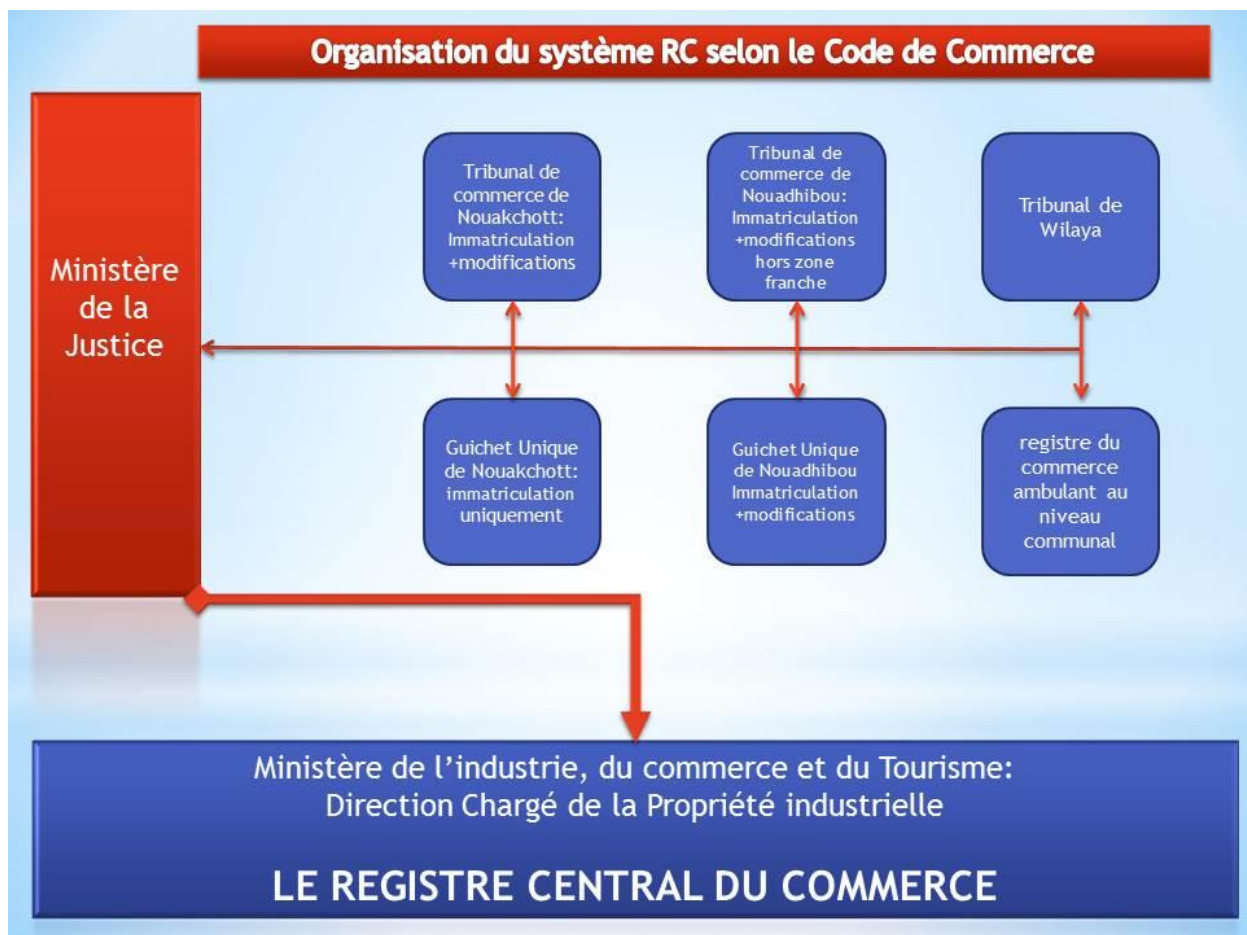 Organisation du système RC selon le Code de Commerce
Ministère
de la
Justice
Tribunal de
commerce de
Nouakchott:
Immatriculation
+modifications
Tribunal de
commerce de
Nouadhibou:
Immatriculation
+modifications
hors zone
franche
Tribunal de
Wilaya
Guichet Unique
de Nouakchott:
immatriculation
uniquement
Guichet Unique
de Nouadhibou
Immatriculation
+modifications
registre du
commerce
ambulant au
niveau
communal
Ministère de l’industrie, du commerce et du Tourisme:
Direction Chargé de la Propriété industrielle
LE REGISTRE CENTRAL DU COMMERCE